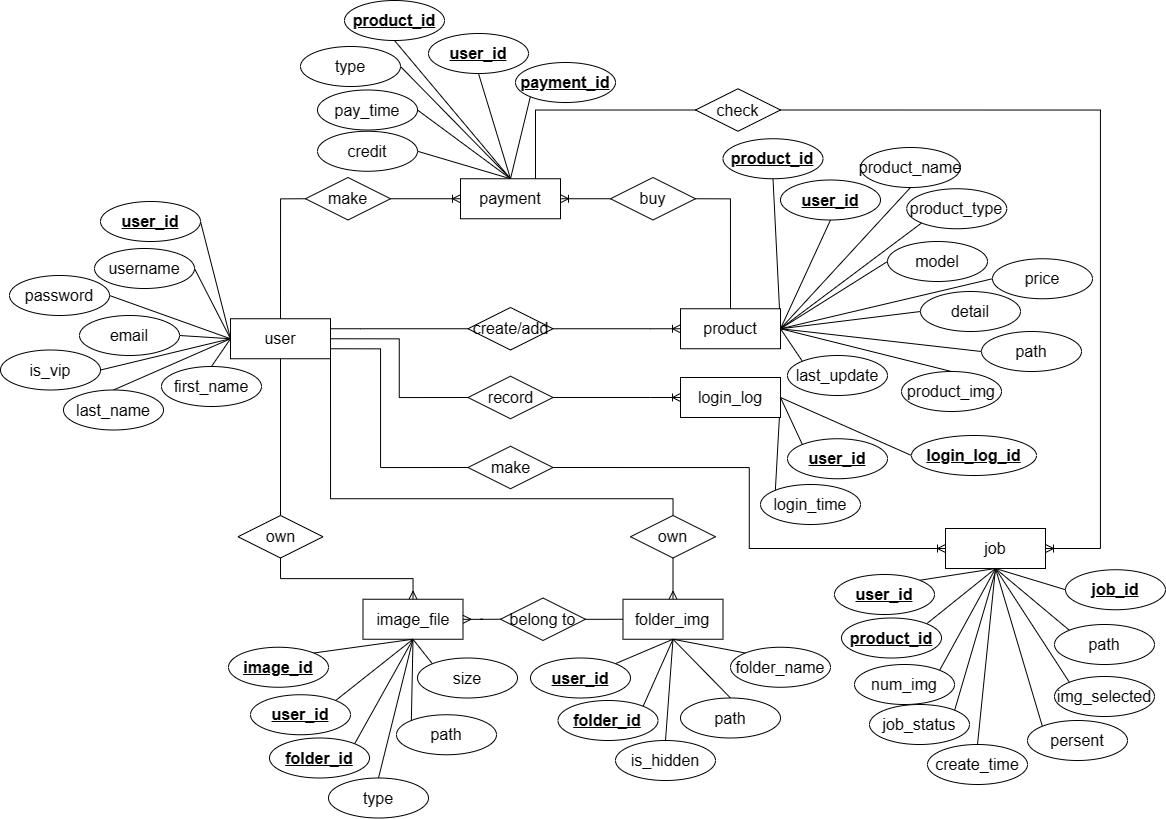 product_id
user_id
type
payment_id
pay_time
check
credit
product_id
product_name
make
payment
buy
user_id
product_type
user_id
username
model
password
price
detail
email
user
create/add
product
path
is_vip
first_name
last_update
product_img
last_name
record
login_log
user_id
login_log_id
make
login_time
own
own
job
user_id
job_id
image_file
belong to
folder_img
product_id
path
image_id
size
user_id
folder_name
num_img
img_selected
user_id
folder_id
path
job_status
path
persent
folder_id
is_hidden
create_time
type